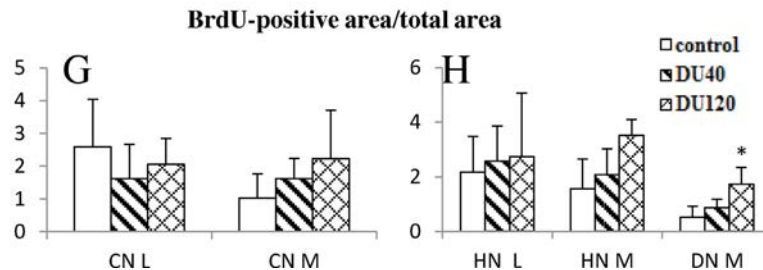 BrdU-positive area/total area
G
5
4
3
2
1
0
CN L
CN M
H
6
4
2
0
HN L
HN M
DN M
*
control
DU40
DU120